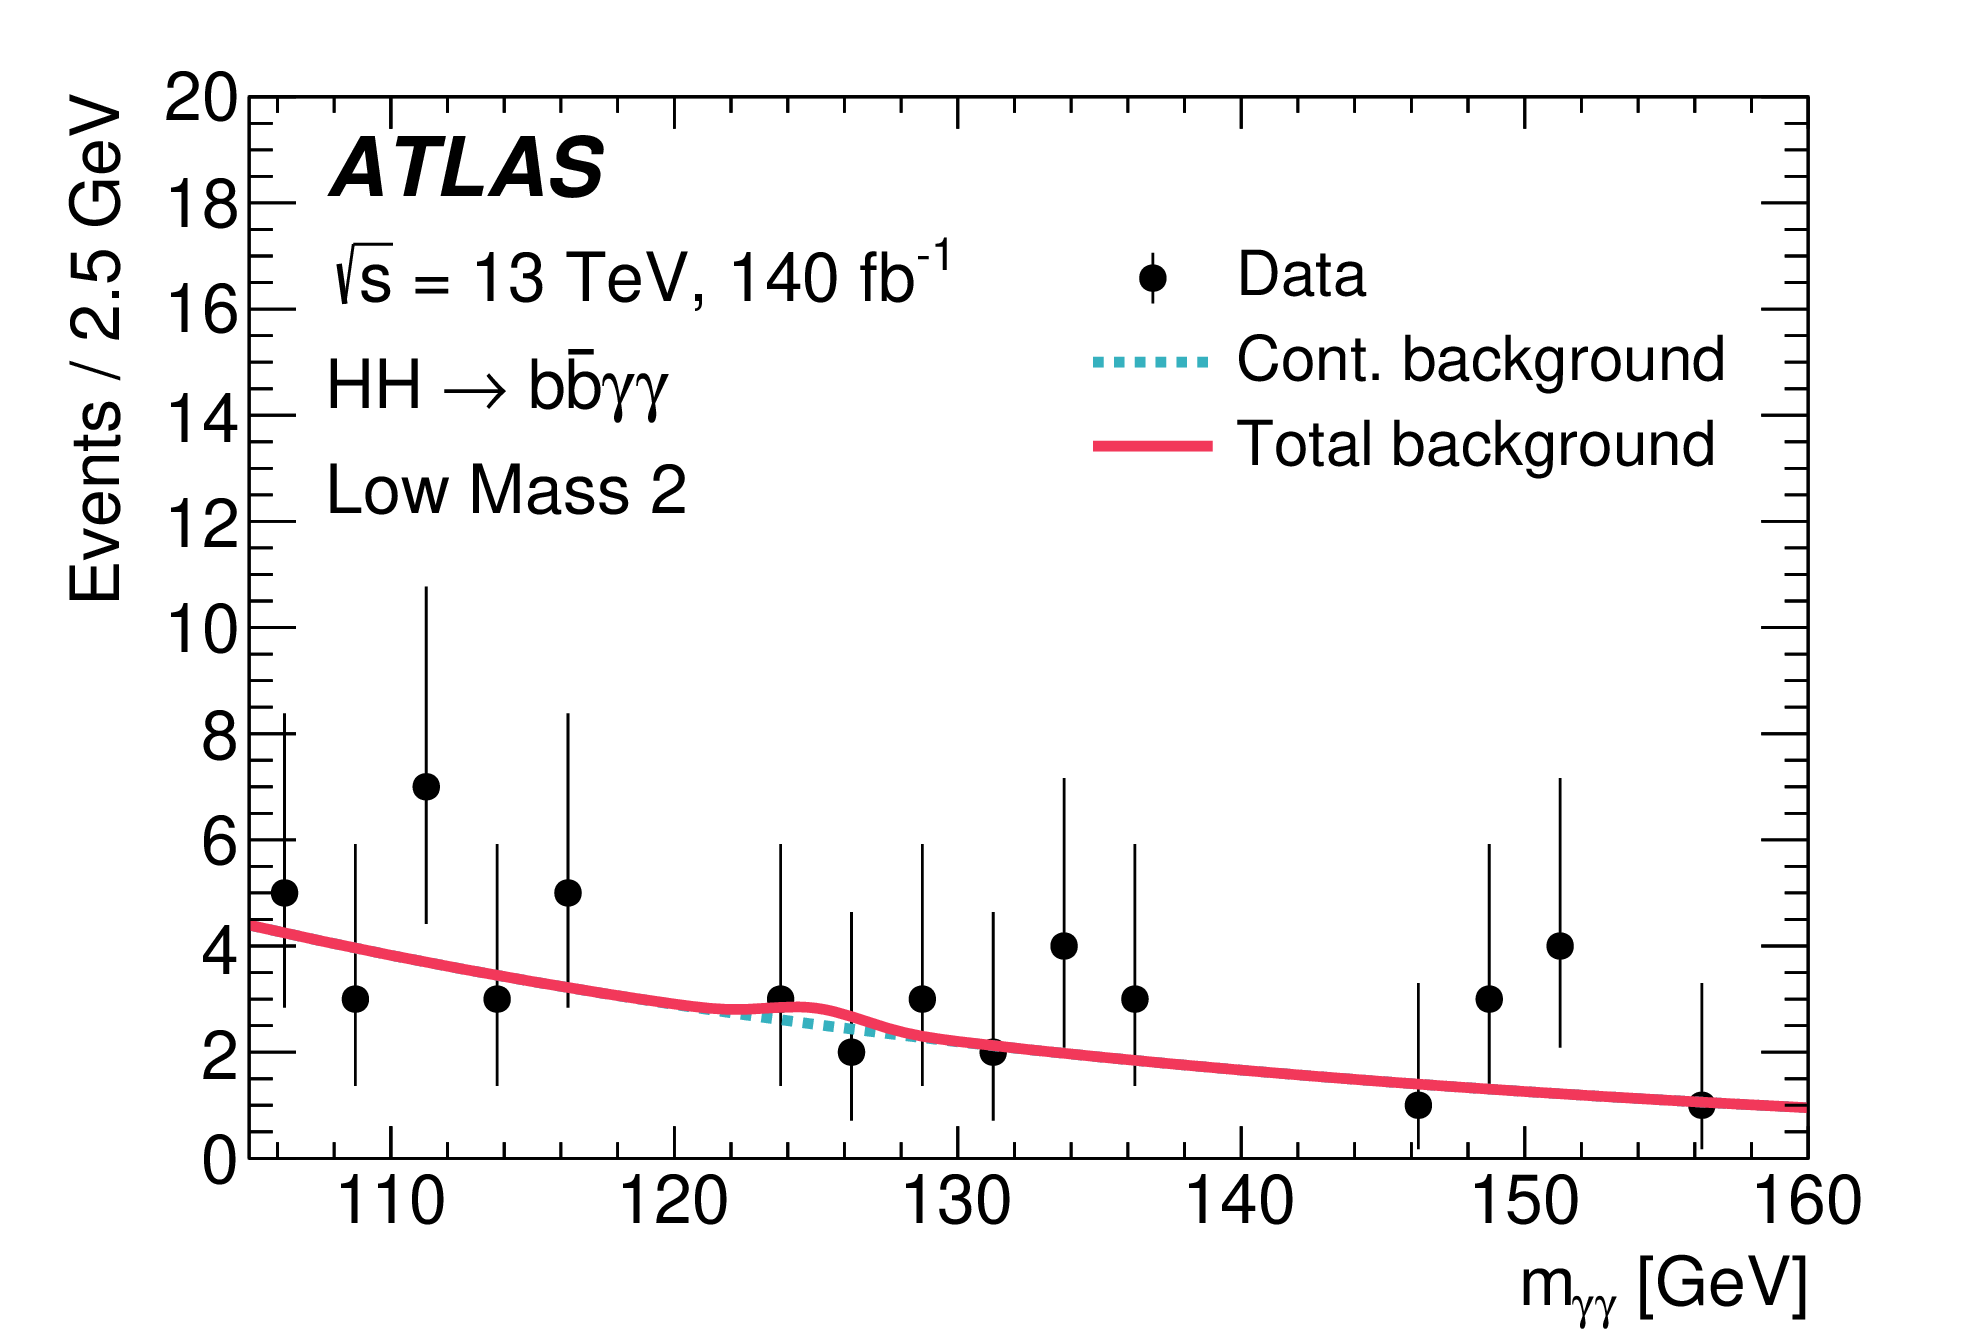 ATLAS
√s = 13 TeV, 140 fb⁻¹
HH → bb̄γγ
Low Mass 2
Data
Cont. background
Total background
Events / 2.5 GeV
20
18
16
14
12
10
8
6
4
2
0
110 120 130 140 150 160
mγγ [GeV]